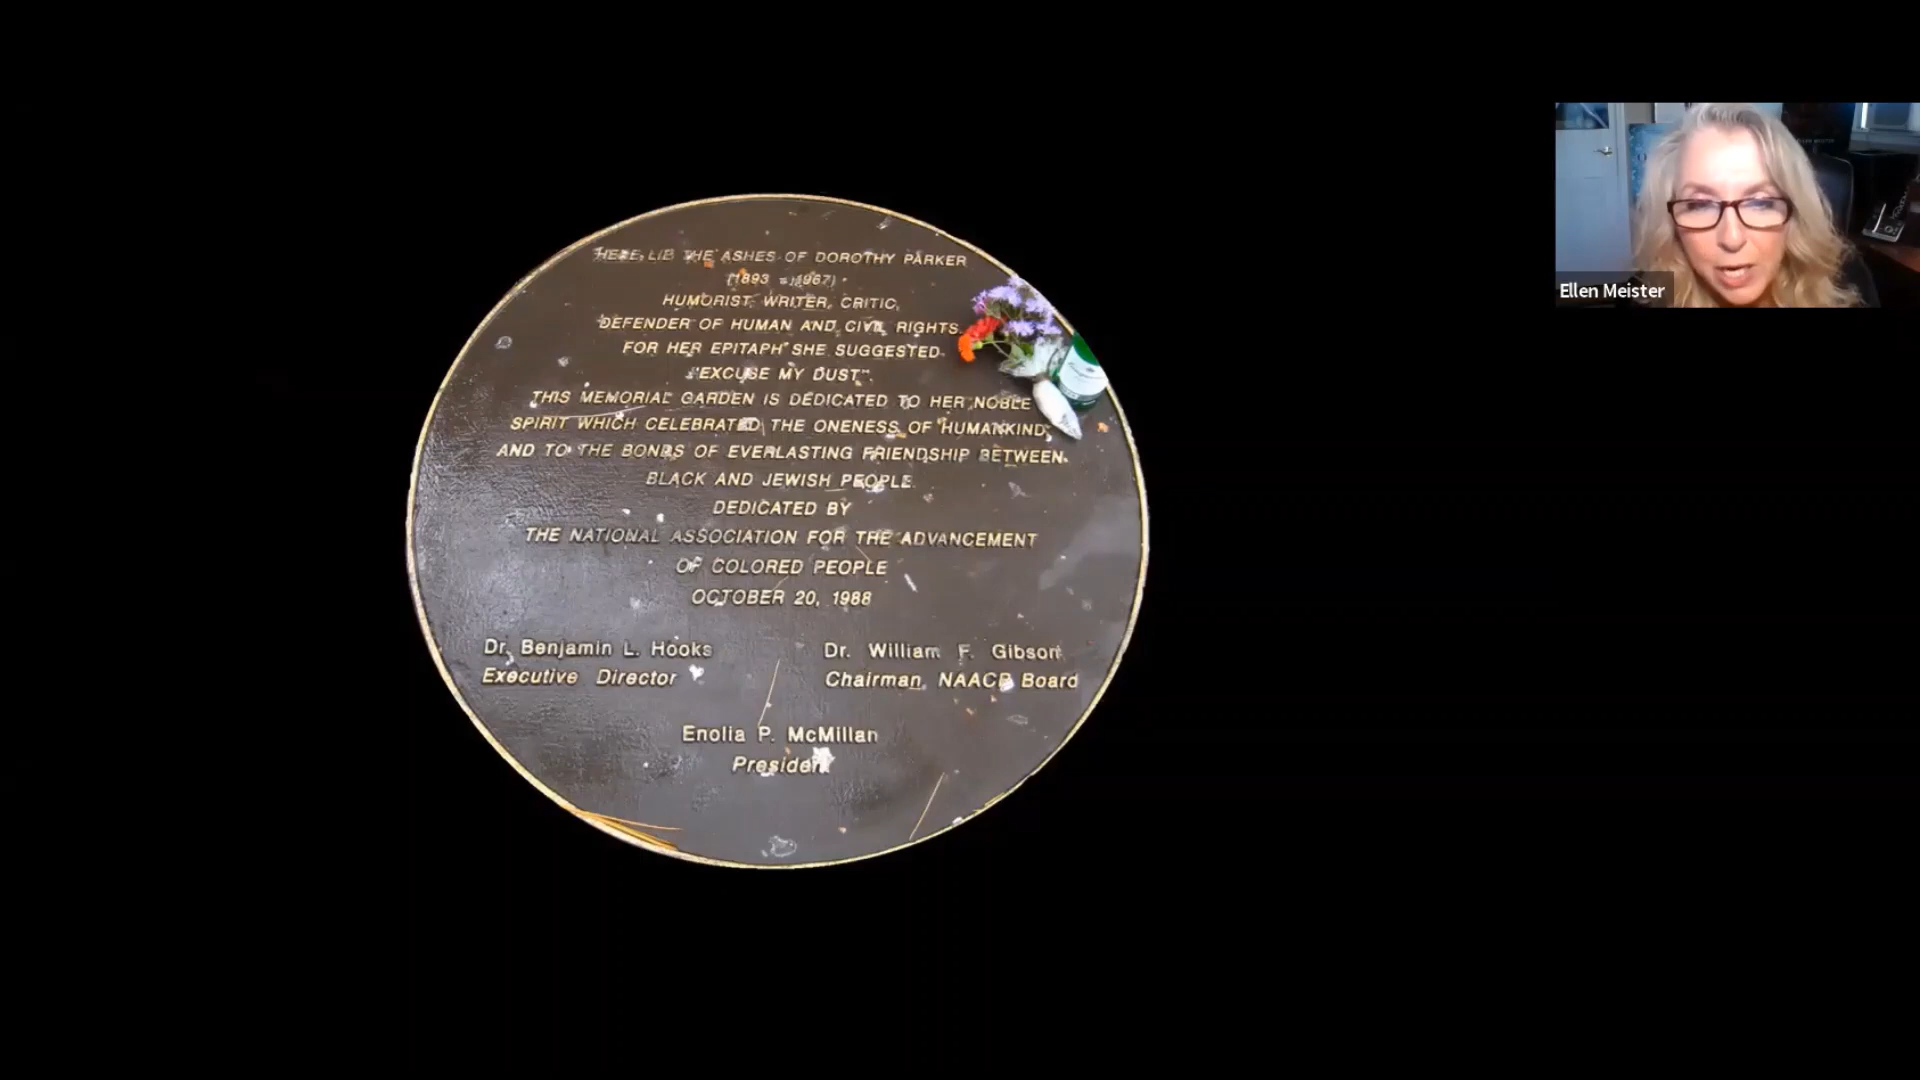 HERE LIE THE ASHES OF DOROTHY PARKER
(1893 - 1967)
HUMORIST, WRITER, CRITIC,
DEFENDER OF HUMAN AND CIVIL RIGHTS.
FOR HER EPITAPH SHE SUGGESTED
"EXCUSE MY DUST".
THIS MEMORIAL GARDEN IS DEDICATED TO HER NOBLE
SPIRIT WHICH CELEBRATED THE ONENESS OF HUMANKIND,
AND TO THE BONDS OF EVERLASTING FRIENDSHIP BETWEEN
BLACK AND JEWISH PEOPLE.
DEDICATED BY
THE NATIONAL ASSOCIATION FOR THE ADVANCEMENT
OF COLORED PEOPLE
OCTOBER 20, 1988
Dr. Benjamin L. Hooks
Executive Director
Dr. William F. Gibson
Chairman, NAACP Board
Enolia P. McMillan
President
Ellen Meister